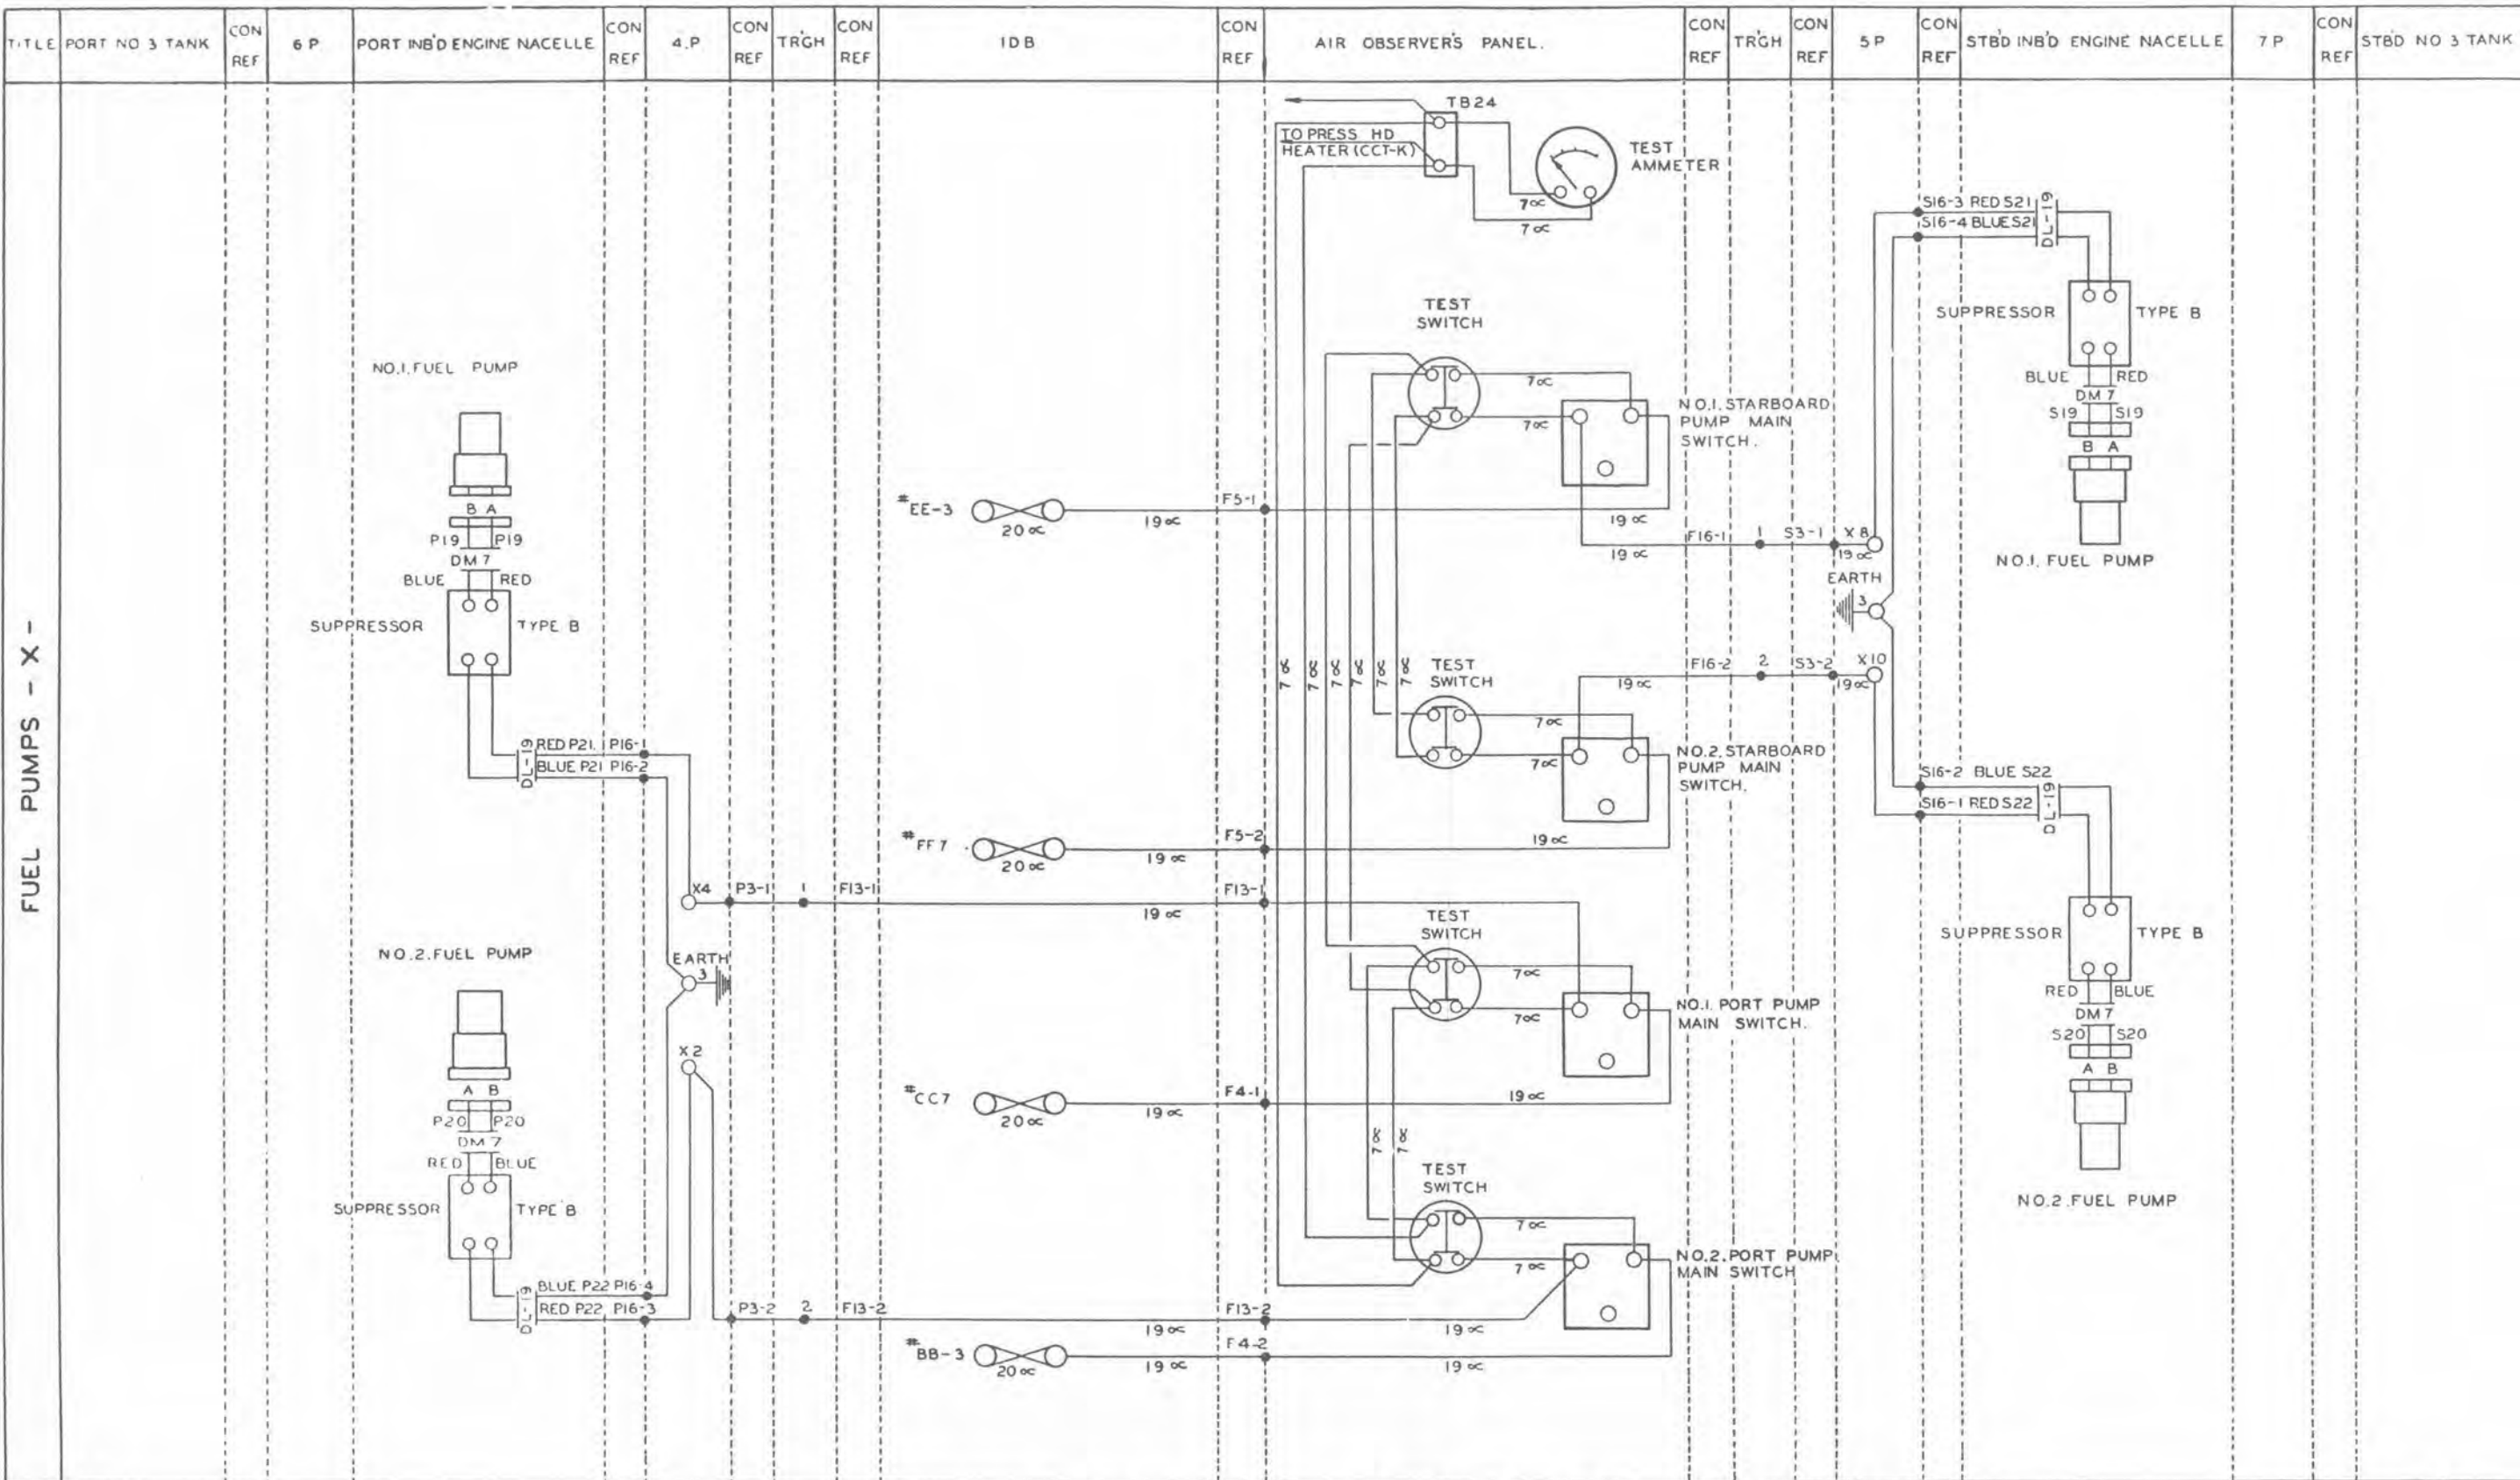 TITLE
PORT NO 3 TANK
CON REF
6 P
PORT INB'D ENGINE NACELLE
CON REF
4.P
CON REF
TR'GH
CON REF
1DB
CON REF
AIR OBSERVER'S PANEL.
CON REF
TR'GH
CON REF
5P
CON REF
STB'D INB'D ENGINE NACELLE
7P
CON REF
STB'D NO 3 TANK
FUEL PUMPS - X -
NO.1. FUEL PUMP
B A
P19 P19
DM 7
BLUE RED
SUPPRESSOR TYPE B
DL-19
RED P21. P16-1
BLUE P21 P16-2
NO.2. FUEL PUMP
A B
P20 P20
DM 7
RED BLUE
SUPPRESSOR TYPE B
DL-19
BLUE P22 P16-4
RED P22 P16-3
X4
P3-1
1
F13-1
EARTH
3
X 2
P3-2
2
F13-2
#EE-3
20 ∝
19 ∝
F5-1
#FF7
20 ∝
19 ∝
F5-2
19 ∝
F13-1
#CC7
20 ∝
19 ∝
F4-1
19 ∝
F13-2
#BB-3
20 ∝
19 ∝
F4-2
TB24
TO PRESS HD
HEATER (CCT-K)
TEST
AMMETER
7 ∝
7 ∝
TEST
SWITCH
7 ∝
7 ∝
NO.1. STARBOARD
PUMP MAIN
SWITCH.
19 ∝
19 ∝
F16-1
1
S3-1
X 8
19 ∝
7 ∝
7 ∝
7 ∝
7 ∝
7 ∝
7 ∝
TEST
SWITCH
7 ∝
7 ∝
19 ∝
F16-2
2
S3-2
X10
19 ∝
NO.2. STARBOARD
PUMP MAIN
SWITCH.
19 ∝
TEST
SWITCH
7 ∝
7 ∝
NO.1. PORT PUMP
MAIN SWITCH.
19 ∝
7 ∝
7 ∝
TEST
SWITCH
7 ∝
7 ∝
NO.2. PORT PUMP
MAIN SWITCH
19 ∝
19 ∝
EARTH
3
S16-3 RED S21
S16-4 BLUE S21
DL-19
SUPPRESSOR TYPE B
BLUE RED
DM 7
S19 S19
B A
NO.1. FUEL PUMP
S16-2 BLUE S22
S16-1 RED S22
DL-19
SUPPRESSOR TYPE B
RED BLUE
DM 7
S20 S20
A B
NO.2. FUEL PUMP